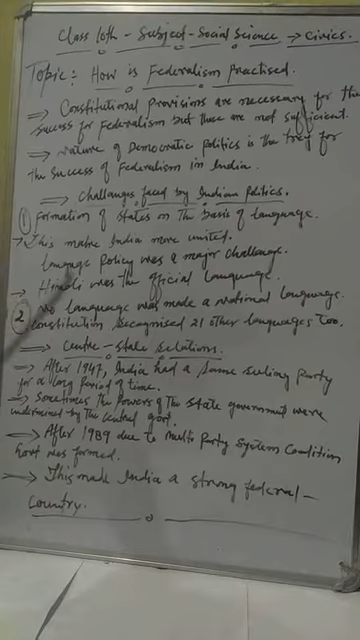 Class 10th - Subject - Social Science → Civics.
Topic: How is Federalism Practised.
⇒ Constitutional Provisions are necessary for the
success for Federalism but these are not sufficient.
⇒ Nature of Democratic Politics is the key for
the success of Federalism in India.
⇒ Challanges faced by Indian Politics.
① Formation of states on the basis of language.
→ This make India more united.
Language Policy was a major challange.
→ Hindi was the official language.
② No language was made a National language.
constitution recognised 21 other languages too.
⇒ Centre-state relations.
⇒ After 1947, India had a same ruling party
for a long period of time.
⇒ Sometimes the Powers of the state government were
undermined by the central govt.
⇒ After 1989 due to multi Party System Condition
Govt was formed.
⇒ This made India a strong federal-
country.